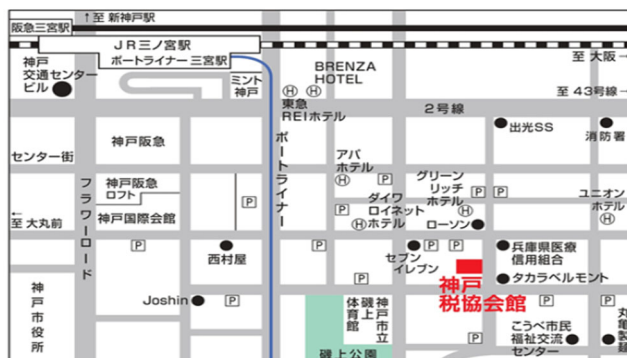 ↑至 新神戸駅
阪急三宮駅
JR三ノ宮駅
ポートライナー 三宮駅
神戸
交通センター
ビル
ミント
神戸
BRENZA
HOTEL
至 大阪→
至 43号線→
東急
REIホテル
2号線
出光SS
消防署
神戸阪急
センター街
ポートライナー
アパ
ホテル
グリーン
リッチ
ホテル
フラワーロード
神戸阪急
ロフト
神戸国際会館
←
至 大丸前
ダイワ
ロイネット
ホテル
ローソン
ユニオン
ホテル
西村屋
セブン
イレブン
兵庫県医療
信用組合
タカラベルモント
神戸
税協会館
神戸市役所
Joshin
神戸市立
磯上
体育館
磯上公園
こうべ市民
福祉交流
センター
丸亀製麺
H
H
H
H
H
H
P
P
P
P
P
P
P
P
P
P
P
P
P
P